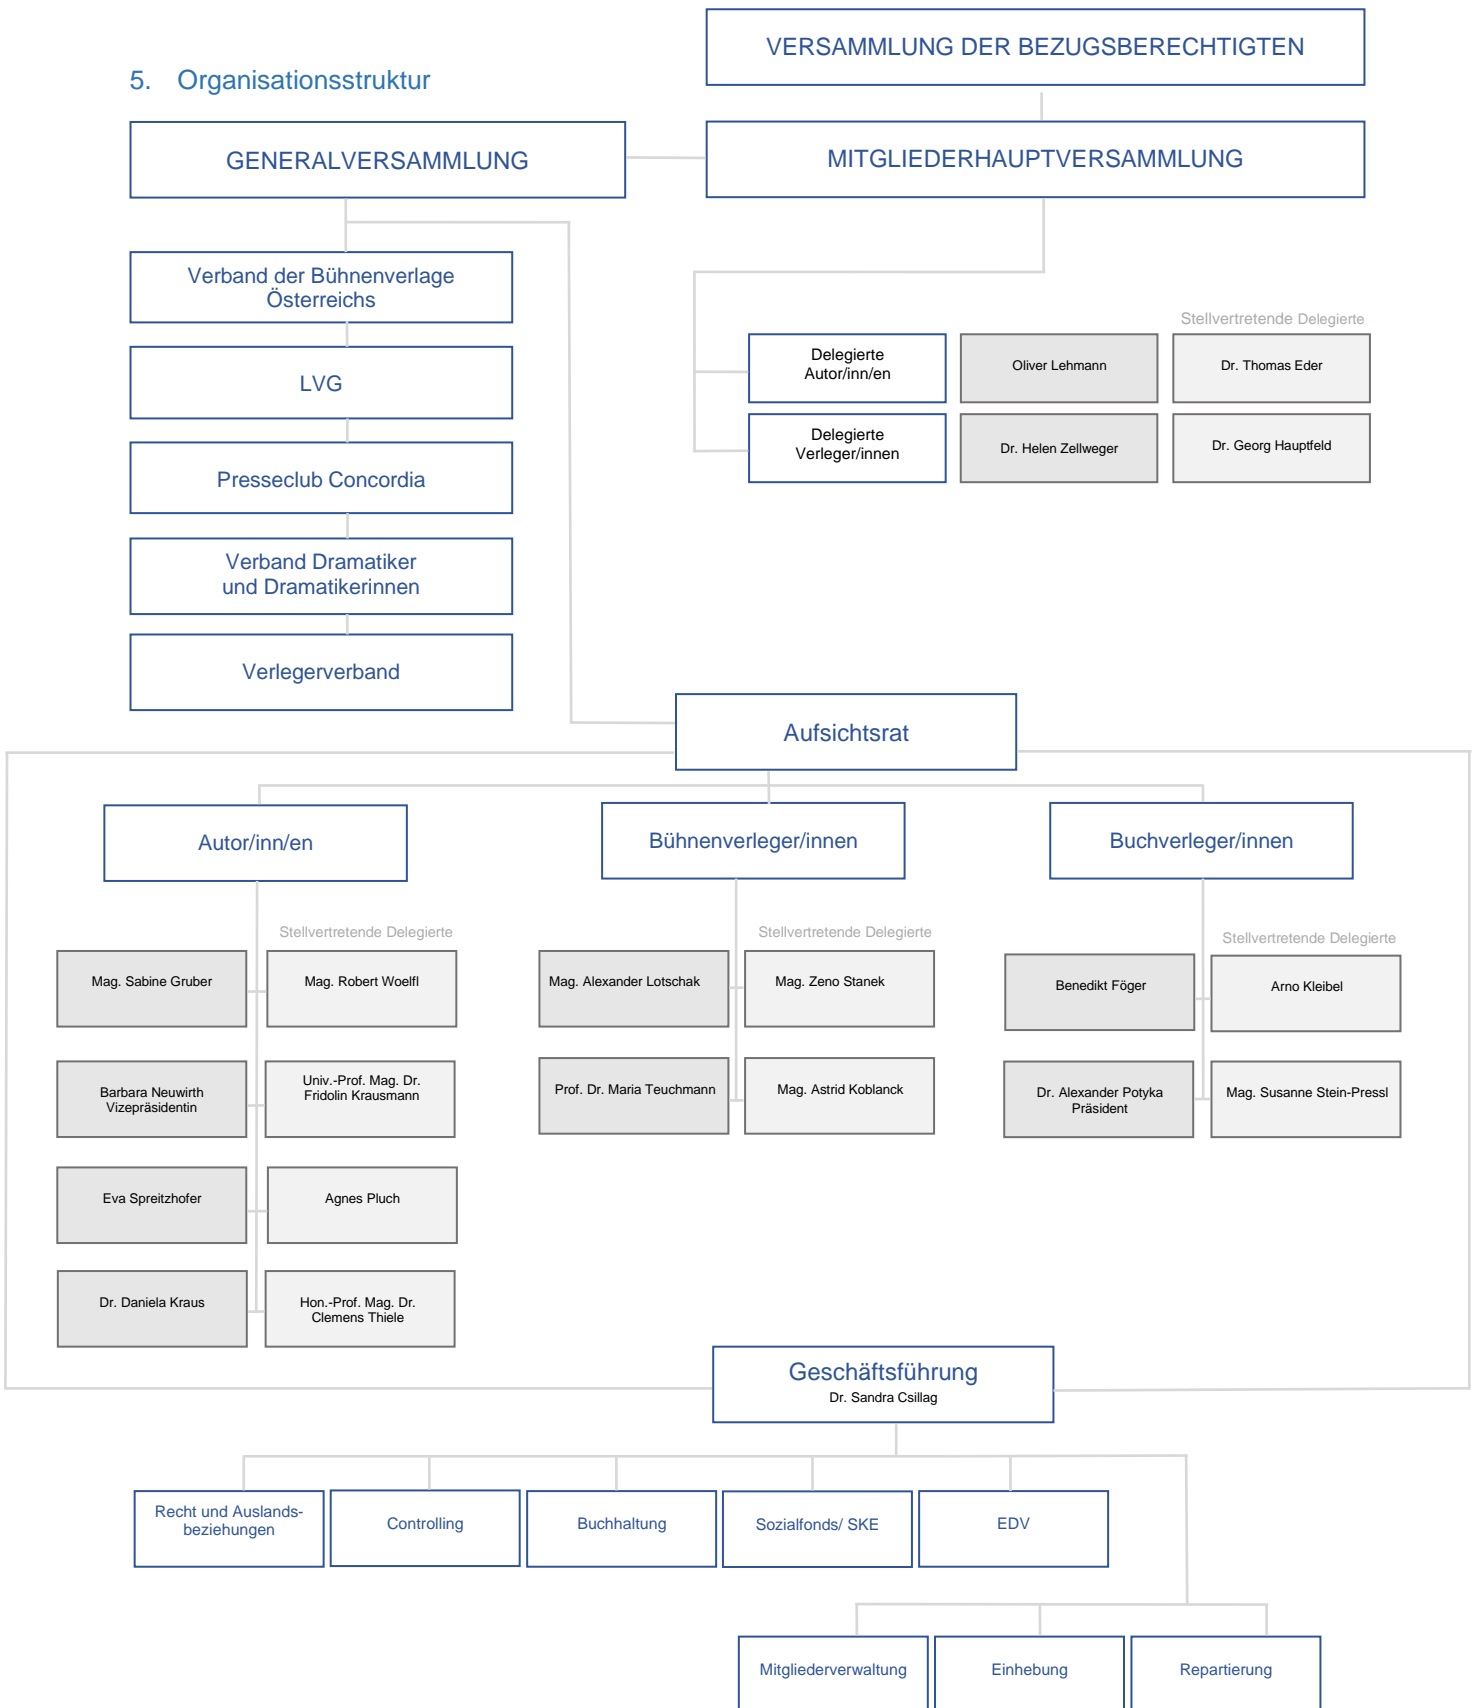 VERSAMMLUNG DER BEZUGSBERECHTIGTEN
5. Organisationsstruktur
GENERALVERSAMMLUNG
MITGLIEDERHAUPTVERSAMMLUNG
Verband der Bühnenverlage
Österreichs
LVG
Presseclub Concordia
Verband Dramatiker
und Dramatikerinnen
Verlegerverband
Stellvertretende Delegierte
Delegierte
Autor/inn/en
Oliver Lehmann
Dr. Thomas Eder
Delegierte
Verleger/innen
Dr. Helen Zellweger
Dr. Georg Hauptfeld
Aufsichtsrat
Autor/inn/en
Bühnenverleger/innen
Buchverleger/innen
Stellvertretende Delegierte
Mag. Sabine Gruber
Mag. Robert Woelfl
Barbara Neuwirth
Vizepräsidentin
Univ.-Prof. Mag. Dr.
Fridolin Krausmann
Eva Spreitzhofer
Agnes Pluch
Dr. Daniela Kraus
Hon.-Prof. Mag. Dr.
Clemens Thiele
Stellvertretende Delegierte
Mag. Alexander Lotschak
Mag. Zeno Stanek
Prof. Dr. Maria Teuchmann
Mag. Astrid Koblanck
Stellvertretende Delegierte
Benedikt Föger
Arno Kleibel
Dr. Alexander Potyka
Präsident
Mag. Susanne Stein-Pressl
Geschäftsführung
Dr. Sandra Csillag
Recht und Auslands-
beziehungen
Controlling
Buchhaltung
Sozialfonds/ SKE
EDV
Mitgliederverwaltung
Einhebung
Repartierung